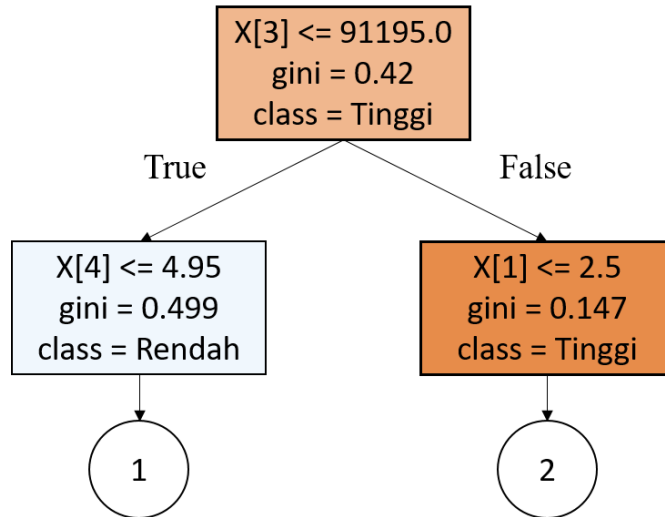 X[3] <= 91195.0
gini = 0.42
class = Tinggi
True
False
X[4] <= 4.95
gini = 0.499
class = Rendah
X[1] <= 2.5
gini = 0.147
class = Tinggi
1
2